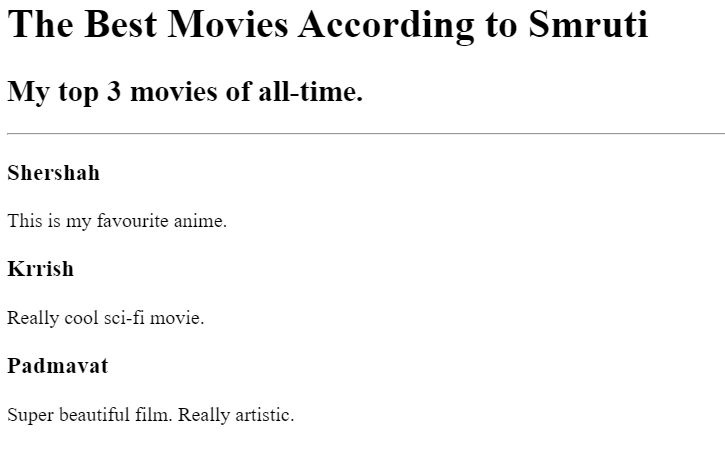 The Best Movies According to Smruti
My top 3 movies of all-time.
Shershah
This is my favourite anime.
Krrish
Really cool sci-fi movie.
Padmavat
Super beautiful film. Really artistic.